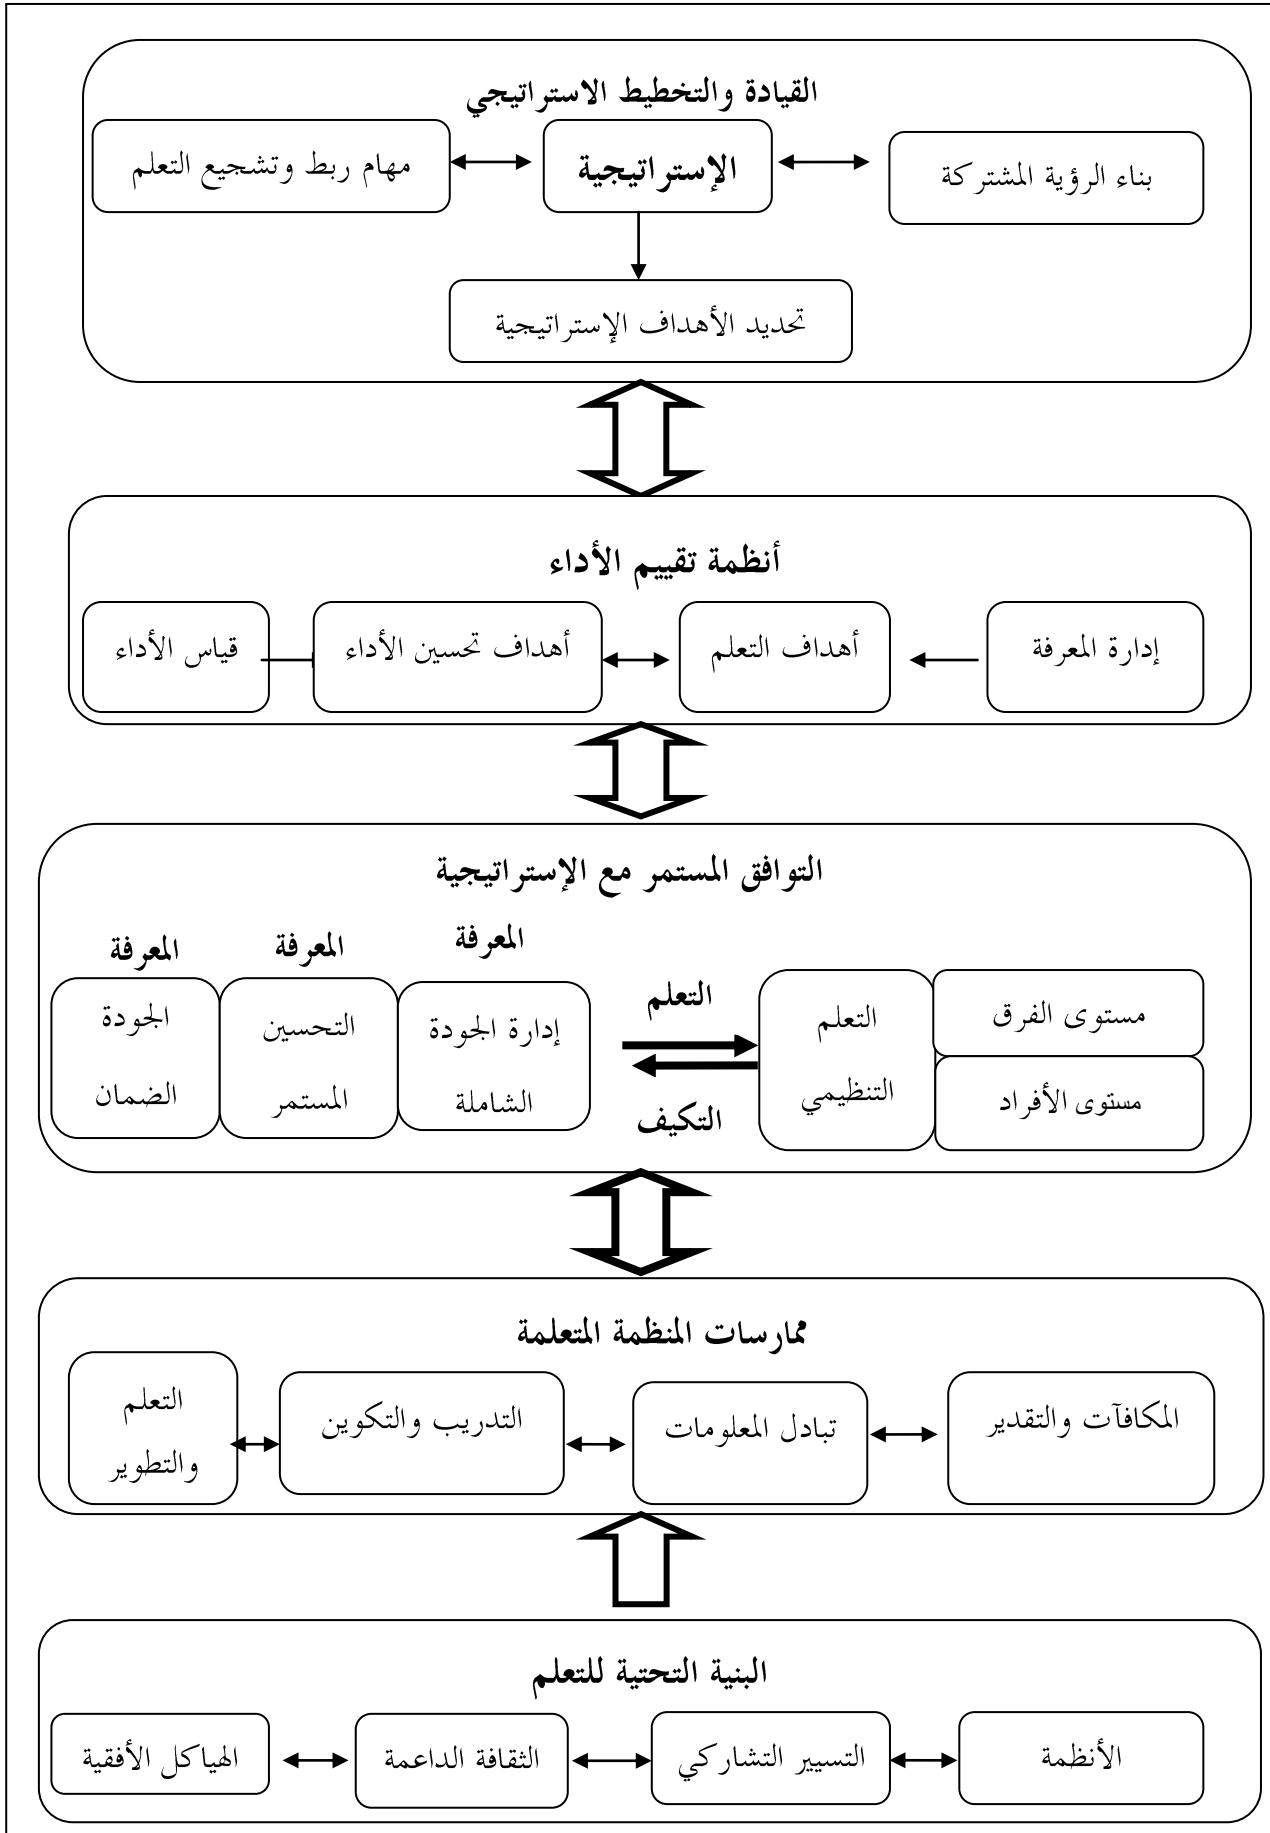 القيادة والتخطيط الاستراتيجي
بناء الرؤية المشتركة
الإستراتيجية
مهام ربط وتشجيع التعلم
تحديد الأهداف الإستراتيجية
أنظمة تقييم الأداء
إدارة المعرفة
أهداف التعلم
أهداف تحسين الأداء
قياس الأداء
التوافق المستمر مع الإستراتيجية
مستوى الفرق
مستوى الأفراد
التعلم
التنظيمي
التعلم
التكيف
المعرفة
إدارة الجودة
الشاملة
المعرفة
التحسين
المستمر
المعرفة
الجودة
الضمان
ممارسات المنظمة المتعلمة
المكافآت والتقدير
تبادل المعلومات
التدريب والتكوين
التعلم
والتطوير
البنية التحتية للتعلم
الأنظمة
التسيير التشاركي
الثقافة الداعمة
الهياكل الأفقية